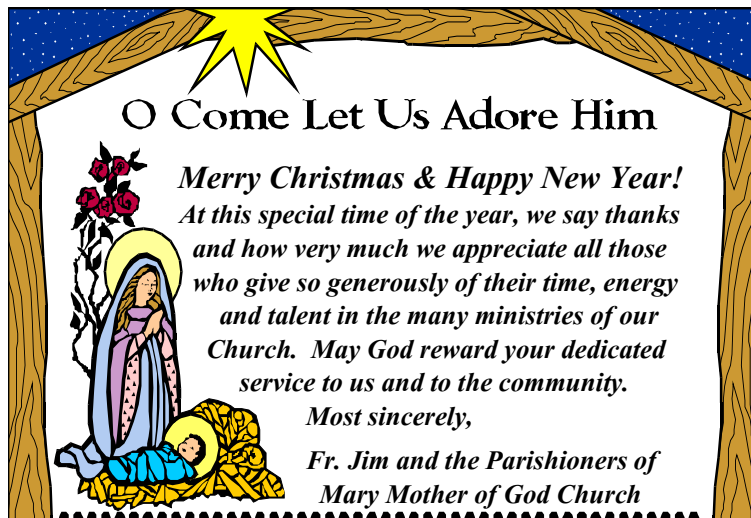 O Come Let Us Adore Him
Merry Christmas & Happy New Year!
At this special time of the year, we say thanks
and how very much we appreciate all those
who give so generously of their time, energy
and talent in the many ministries of our
Church.  May God reward your dedicated
service to us and to the community.
Most sincerely,
Fr. Jim and the Parishioners of
Mary Mother of God Church